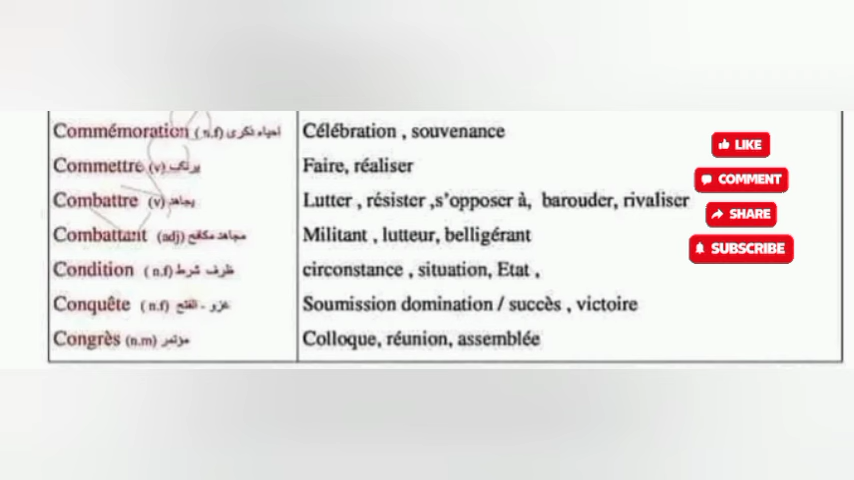 Commémoration (n.f) احياء ذكرى Célébration , souvenance
Commettre (v) يرتكب Faire, réaliser
Combattre (v) يجاهد Lutter , résister ,s'opposer à, barouder, rivaliser
Combattant (adj) مجاهد مكافح Militant , lutteur, belligérant
Condition (n.f) ظرف شرط circonstance , situation, Etat ,
Conquête (n.f) غزو - الفتح Soumission domination / succès , victoire
Congrès (n.m) مؤتمر Colloque, réunion, assemblée
LIKE
COMMENT
SHARE
SUBSCRIBE